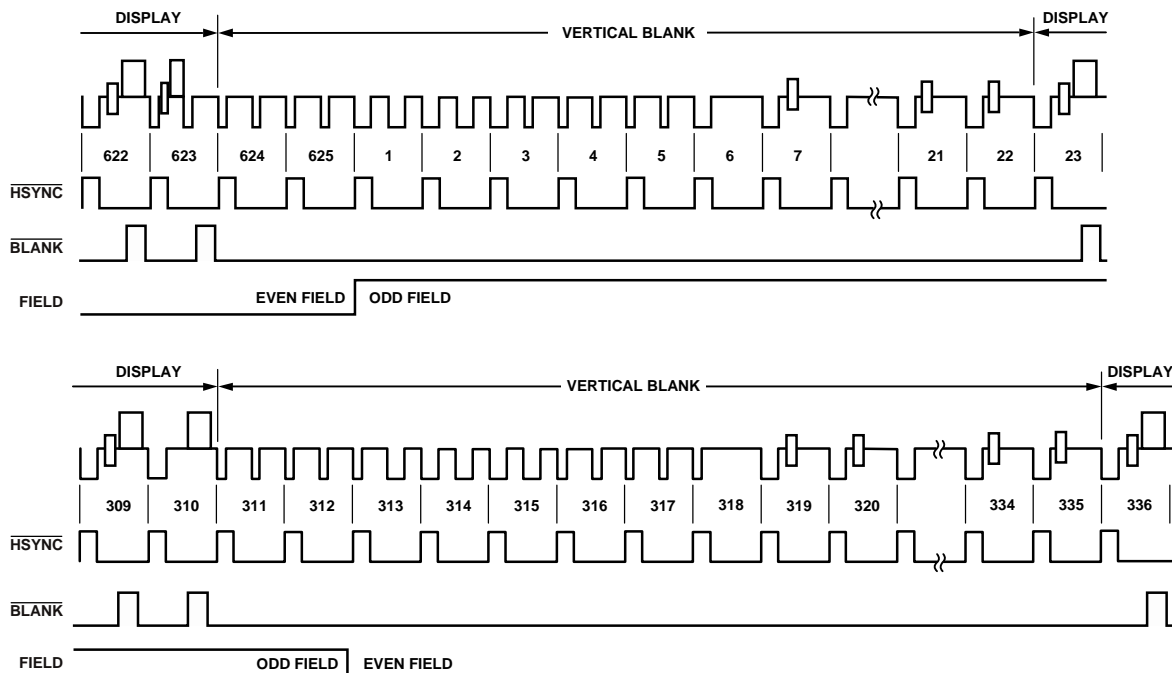 DISPLAY VERTICAL BLANK DISPLAY
622 623 624 625 1 2 3 4 5 6 7 21 22 23
HSYNC
BLANK
FIELD EVEN FIELD ODD FIELD
DISPLAY VERTICAL BLANK DISPLAY
309 310 311 312 313 314 315 316 317 318 319 320 334 335 336
HSYNC
BLANK
FIELD ODD FIELD EVEN FIELD